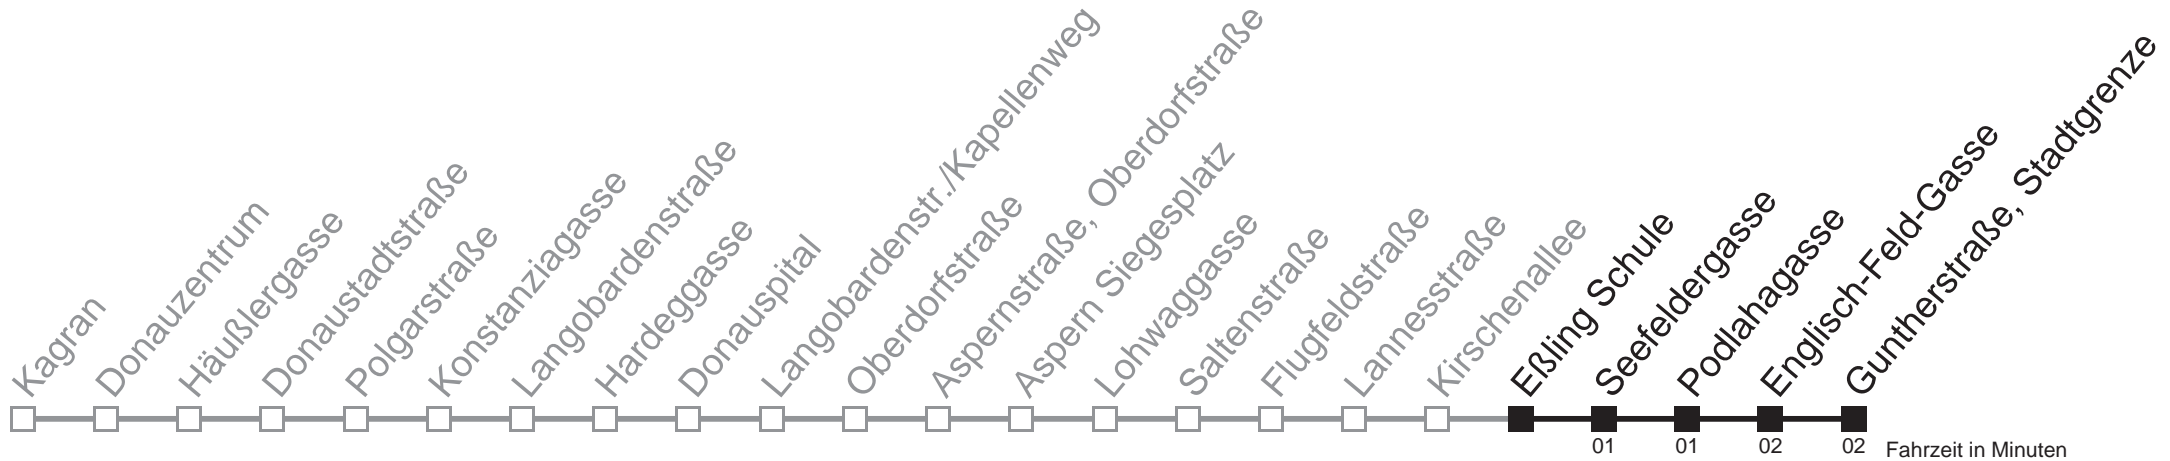 Kagran
Donauzentrum
Häußlergasse
Donaustadtstraße
Polgarstraße
Konstanziagasse
Langobardenstraße
Hardeggasse
Donauspital
Langobardenstr./Kapellenweg
Oberdorfstraße
Aspernstraße, Oberdorfstraße
Aspern Siegesplatz
Lohwaggasse
Saltenstraße
Flugfeldstraße
Lannesstraße
Kirschenallee
Eßling Schule
Seefeldergasse
Podlahagasse
Englisch-Feld-Gasse
Guntherstraße, Stadtgrenze
01 01 02 02 Fahrzeit in Minuten